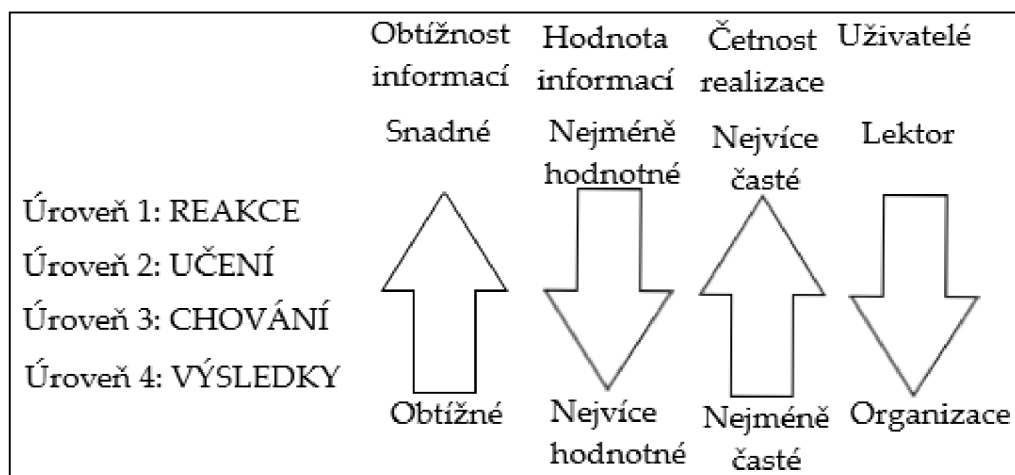 Obtížnost Hodnota Četnost Uživatelé
informací informací realizace
Snadné Nejméně Nejvíce Lektor
hodnotné časté
Úroveň 1: REAKCE
Úroveň 2: UČENÍ
Úroveň 3: CHOVÁNÍ
Úroveň 4: VÝSLEDKY
Obtížné Nejvíce Nejméně Organizace
hodnotné časté